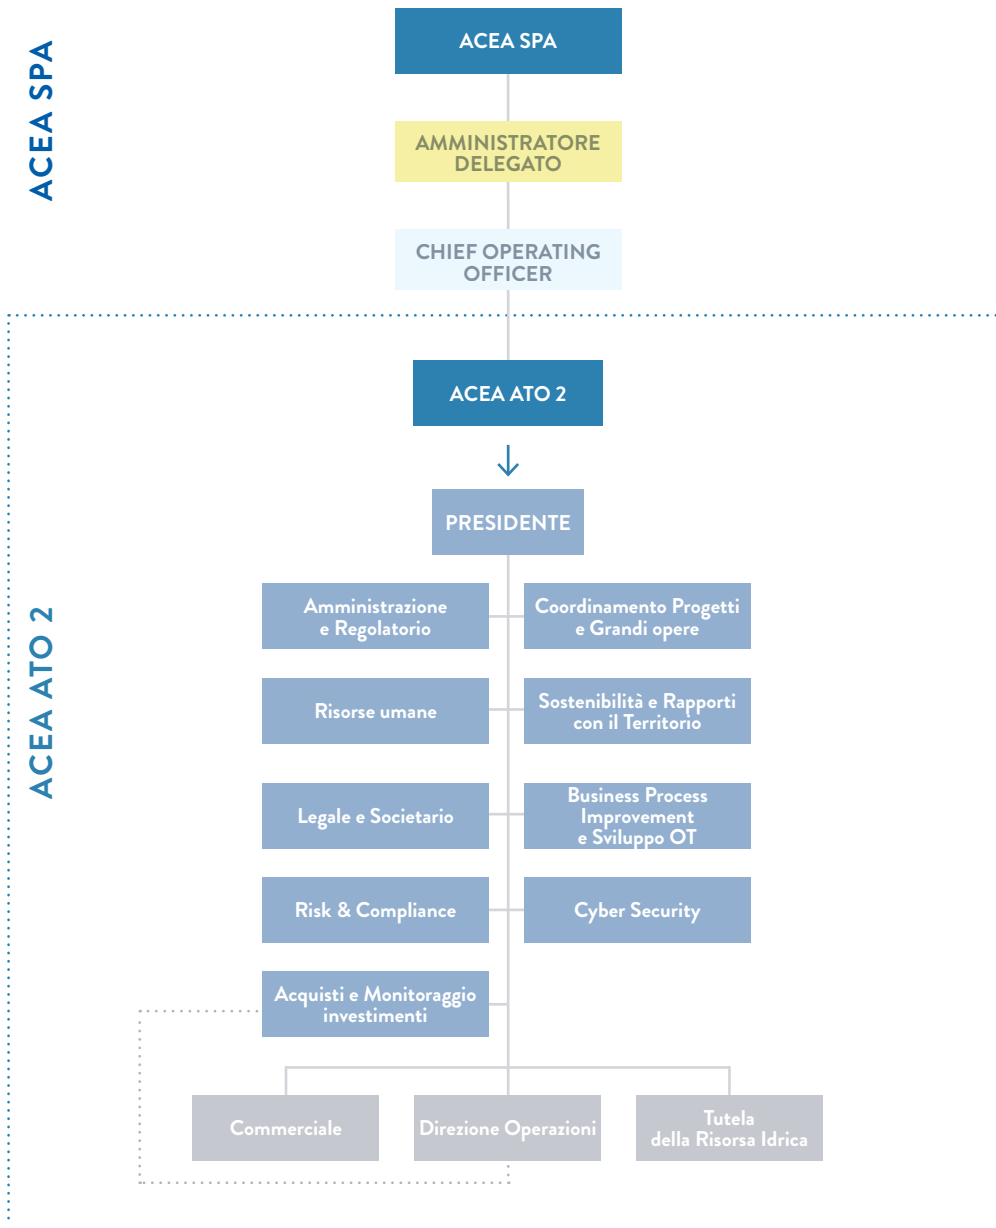 ACEA SPA
ACEA SPA
AMMINISTRATORE
DELEGATO
CHIEF OPERATING
OFFICER
ACEA ATO 2
ACEA ATO 2
PRESIDENTE
Amministrazione
e Regolatorio
Coordinamento Progetti
e Grandi opere
Risorse umane
Sostenibilità e Rapporti
con il Territorio
Legale e Societario
Business Process
Improvement
e Sviluppo OT
Risk & Compliance
Cyber Security
Acquisti e Monitoraggio
investimenti
Commerciale
Direzione Operazioni
Tutela
della Risorsa Idrica